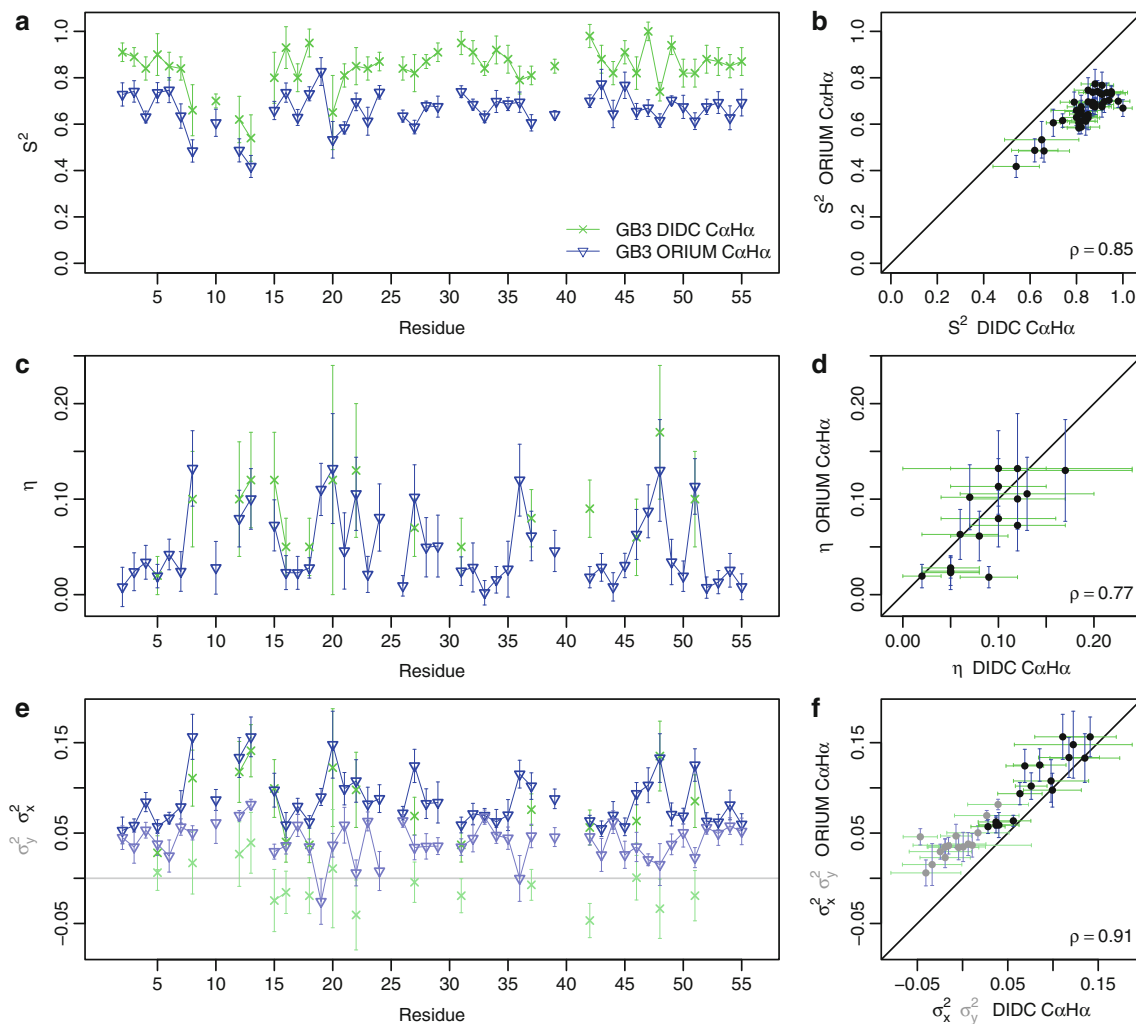 a
S² 
0.0 0.2 0.4 0.6 0.8 1.0
GB3 DIDC CαHα
GB3 ORIUM CαHα
5 10 15 20 25 30 35 40 45 50 55
Residue
b
S² ORIUM CαHα
0.0 0.2 0.4 0.6 0.8 1.0
ρ = 0.85
0.0 0.2 0.4 0.6 0.8 1.0
S² DIDC CαHα
c
η
0.00 0.10 0.20
5 10 15 20 25 30 35 40 45 50 55
Residue
d
η ORIUM CαHα
0.00 0.10 0.20
ρ = 0.77
0.00 0.10 0.20
η DIDC CαHα
e
σ²y σ²x
−0.05 0.05 0.15
5 10 15 20 25 30 35 40 45 50 55
Residue
f
σ²x σ²y ORIUM CαHα
−0.05 0.05 0.15
ρ = 0.91
−0.05 0.05 0.15
σ²x σ²y DIDC CαHα